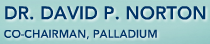 DR. DAVID P. NORTON
CO-CHAIRMAN, PALLADIUM